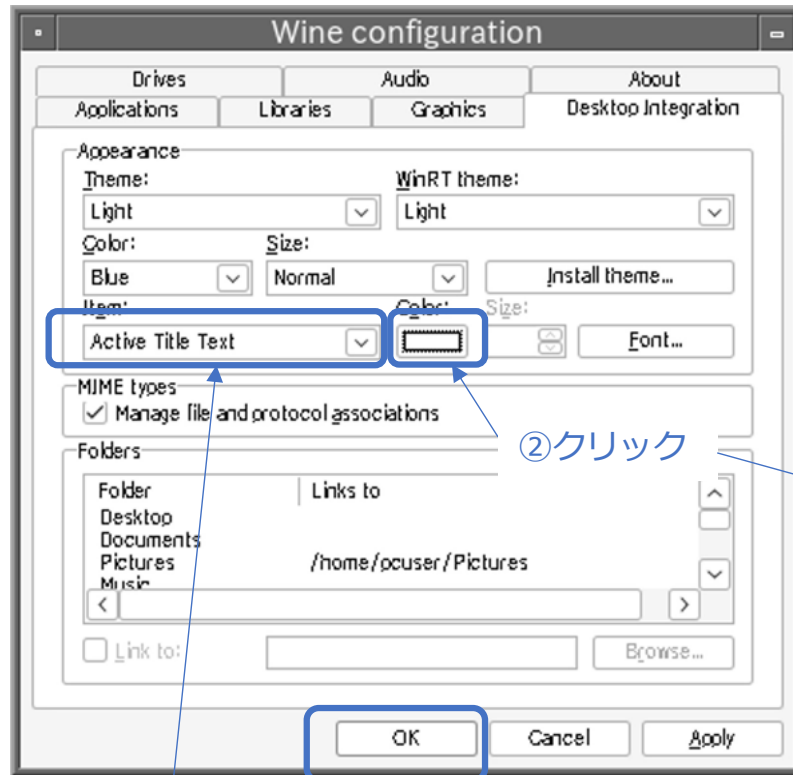 Wine configuration
Drives Audio About
Applications Libraries Graphics Desktop Integration
Appearance
Theme: WinRT theme:
Light Light
Color: Size:
Blue Normal Install theme...
Item: Color: Size:
Active Title Text Font...
MIME types
Manage file and protocol associations
②クリック
Folders
Folder Links to
Desktop
Documents
Pictures /home/pcuser/Pictures
Music
Link to: Browse...
OK Cancel Apply